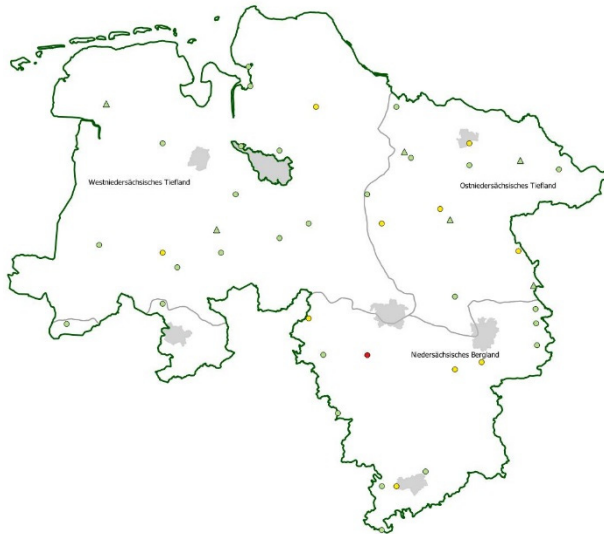 Westniedersächsisches Tiefland
Ostniedersächsisches Tiefland
Niedersächsisches Bergland